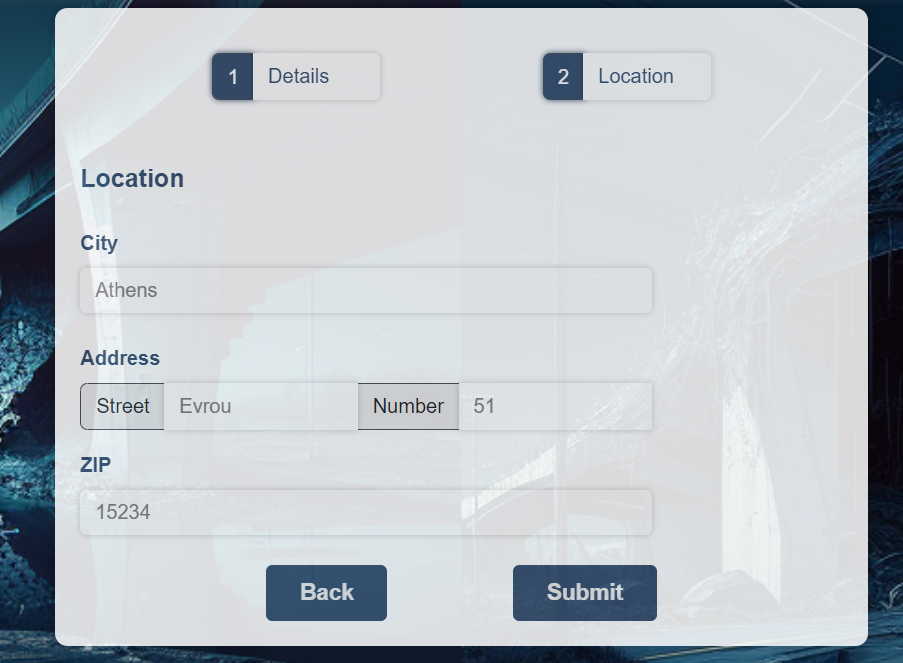 1 Details 2 Location
Location
City
Athens
Address
Street Evrou Number 51
ZIP
15234
Back Submit